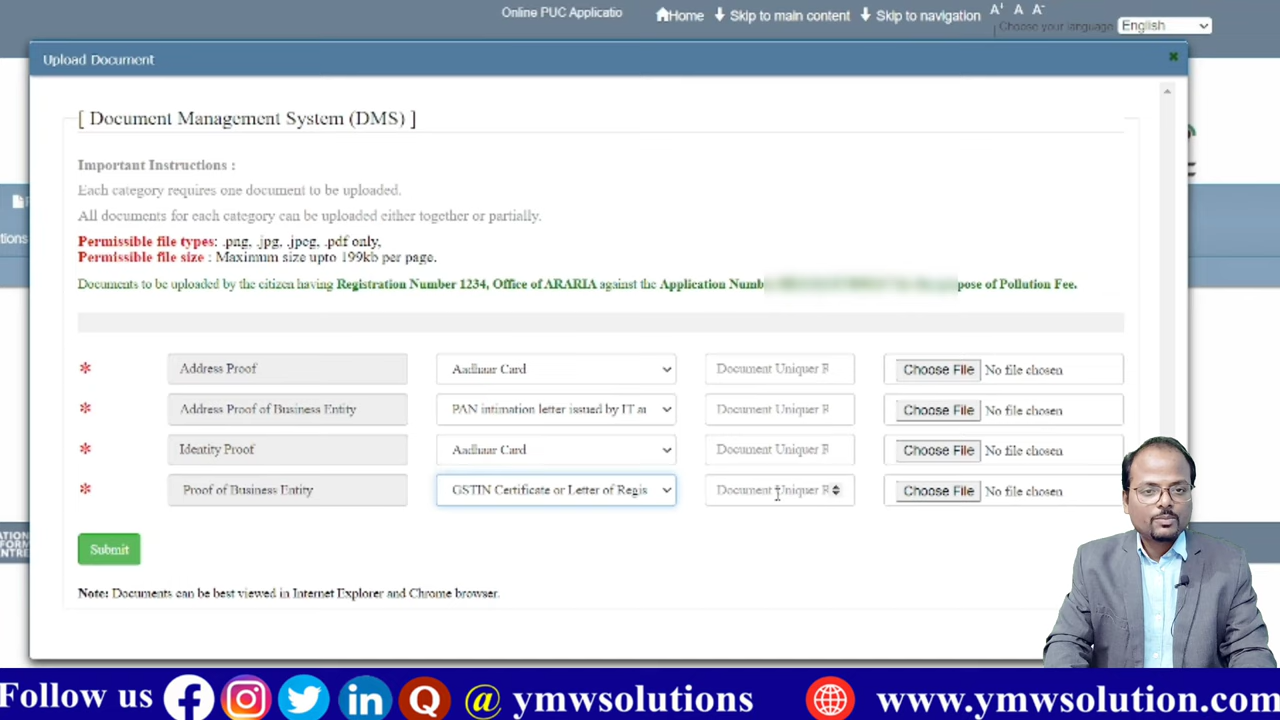 Online PUC Applicatio
Home
Skip to main content
Skip to navigation
A+ A A-
Choose your language
English
Upload Document
[ Document Management System (DMS) ]
Important Instructions :
Each category requires one document to be uploaded.
All documents for each category can be uploaded either together or partially.
Permissible file types: .png, .jpg, .jpeg, .pdf only,
Permissible file size : Maximum size upto 199kb per page.
Documents to be uploaded by the citizen having Registration Number 1234, Office of ARARIA against the Application Numb pose of Pollution Fee.
* Address Proof Aadhaar Card Document Uniquer R Choose File No file chosen
* Address Proof of Business Entity PAN intimation letter issued by IT au Document Uniquer R Choose File No file chosen
* Identity Proof Aadhaar Card Document Uniquer R Choose File No file chosen
* Proof of Business Entity GSTIN Certificate or Letter of Regis Document Uniquer R Choose File No file chosen
Submit
Note: Documents can be best viewed in Internet Explorer and Chrome browser.
Follow us @ ymwsolutions www.ymwsolution.com